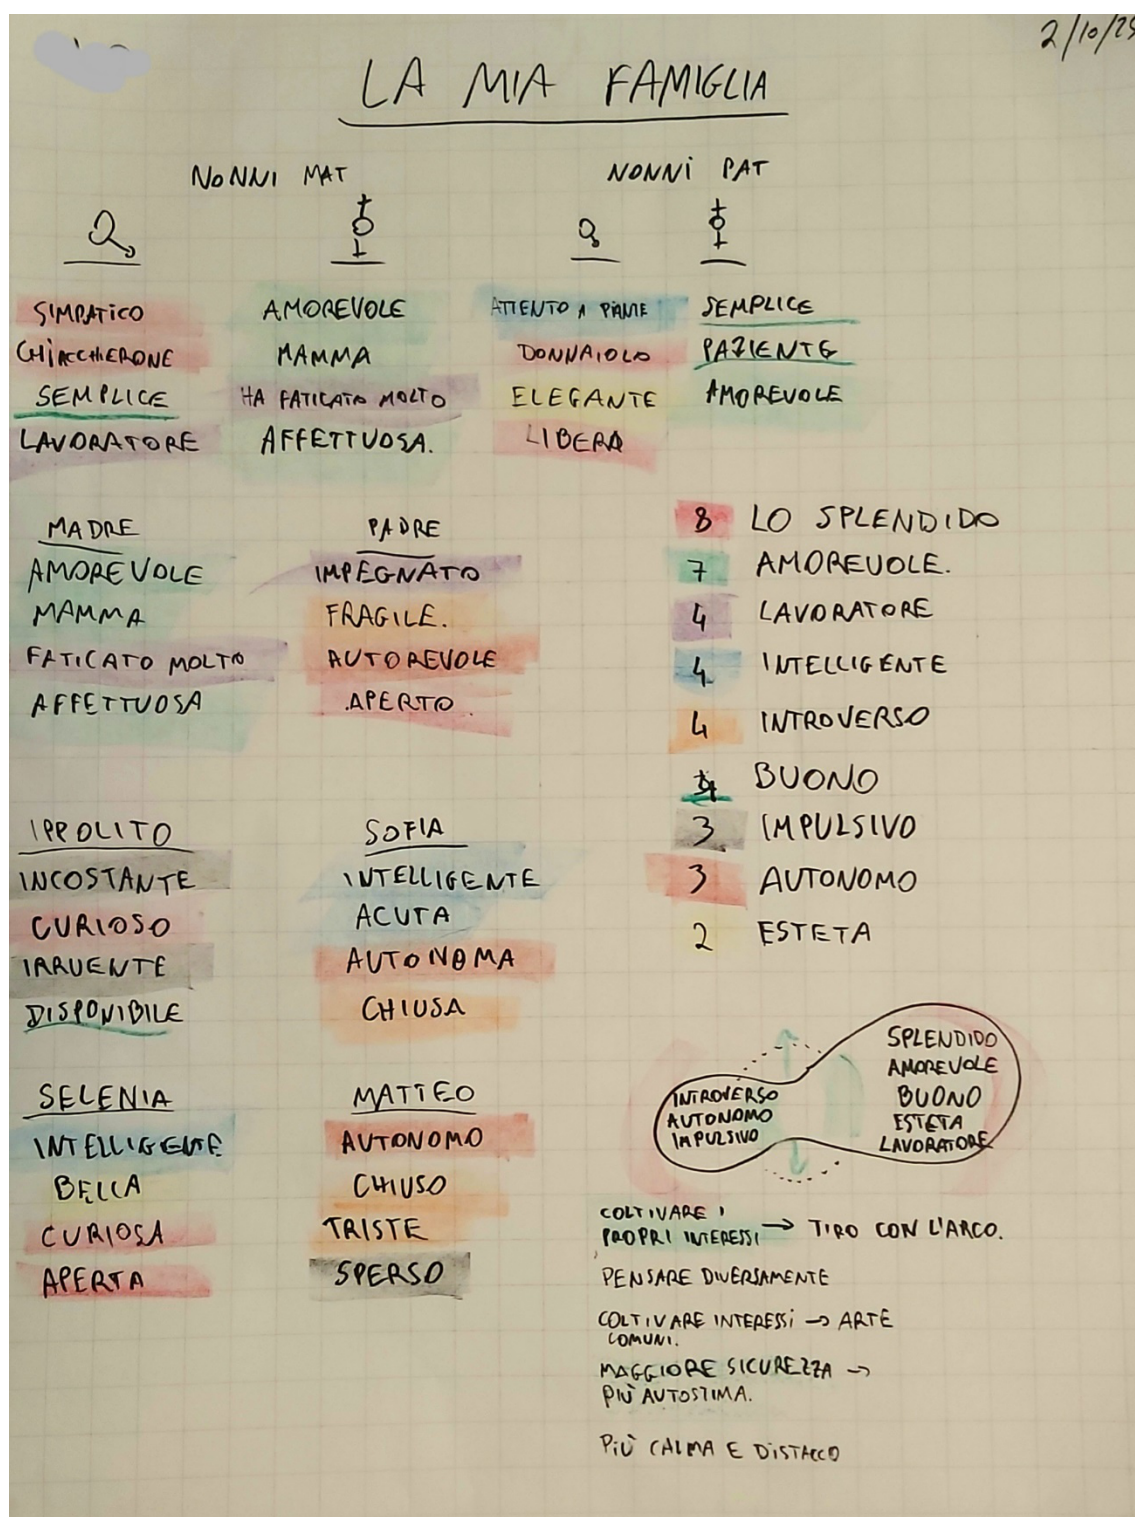 2/10/25
LA MIA FAMIGLIA
NONNI MAT
SIMPATICO
CHIACCHERONE
SEMPLICE
LAVORATORE
AMOREVOLE
MAMMA
HA FATICATO MOLTO
AFFETTUOSA.
NONNI PAT
ATTENTO A PIANTE
DONNAIOLO
ELEGANTE
LIBERO
SEMPLICE
PAZIENTE
AMOREVOLE
MADRE
AMOREVOLE
MAMMA
FATICATO MOLTO
AFFETTUOSA
PADRE
IMPEGNATO
FRAGILE.
AUTOREVOLE
APERTO.
IPPOLITO
INCOSTANTE
CURIOSO
IRRUENTE
DISPONIBILE
SOFIA
INTELLIGENTE
ACUTA
AUTONOMA
CHIUSA
SELENIA
INTELLIGENTE
BELLA
CURIOSA
APERTA
MATTEO
AUTONOMO
CHIUSO
TRISTE
SPERSO
8 LO SPLENDIDO
7 AMOREVOLE.
4 LAVORATORE
4 INTELLIGENTE
4 INTROVERSO
4 BUONO
3 IMPULSIVO
3 AUTONOMO
2 ESTETA
INTROVERSO
AUTONOMO
IMPULSIVO
SPLENDIDO
AMOREVOLE
BUONO
ESTETA
LAVORATORE
COLTIVARE I
PROPRI INTERESSI → TIRO CON L'ARCO.
PENSARE DIVERSAMENTE
COLTIVARE INTERESSI → ARTE
COMUNI.
MAGGIORE SICUREZZA →
PIÙ AUTOSTIMA.
PIÙ CALMA E DISTACCO